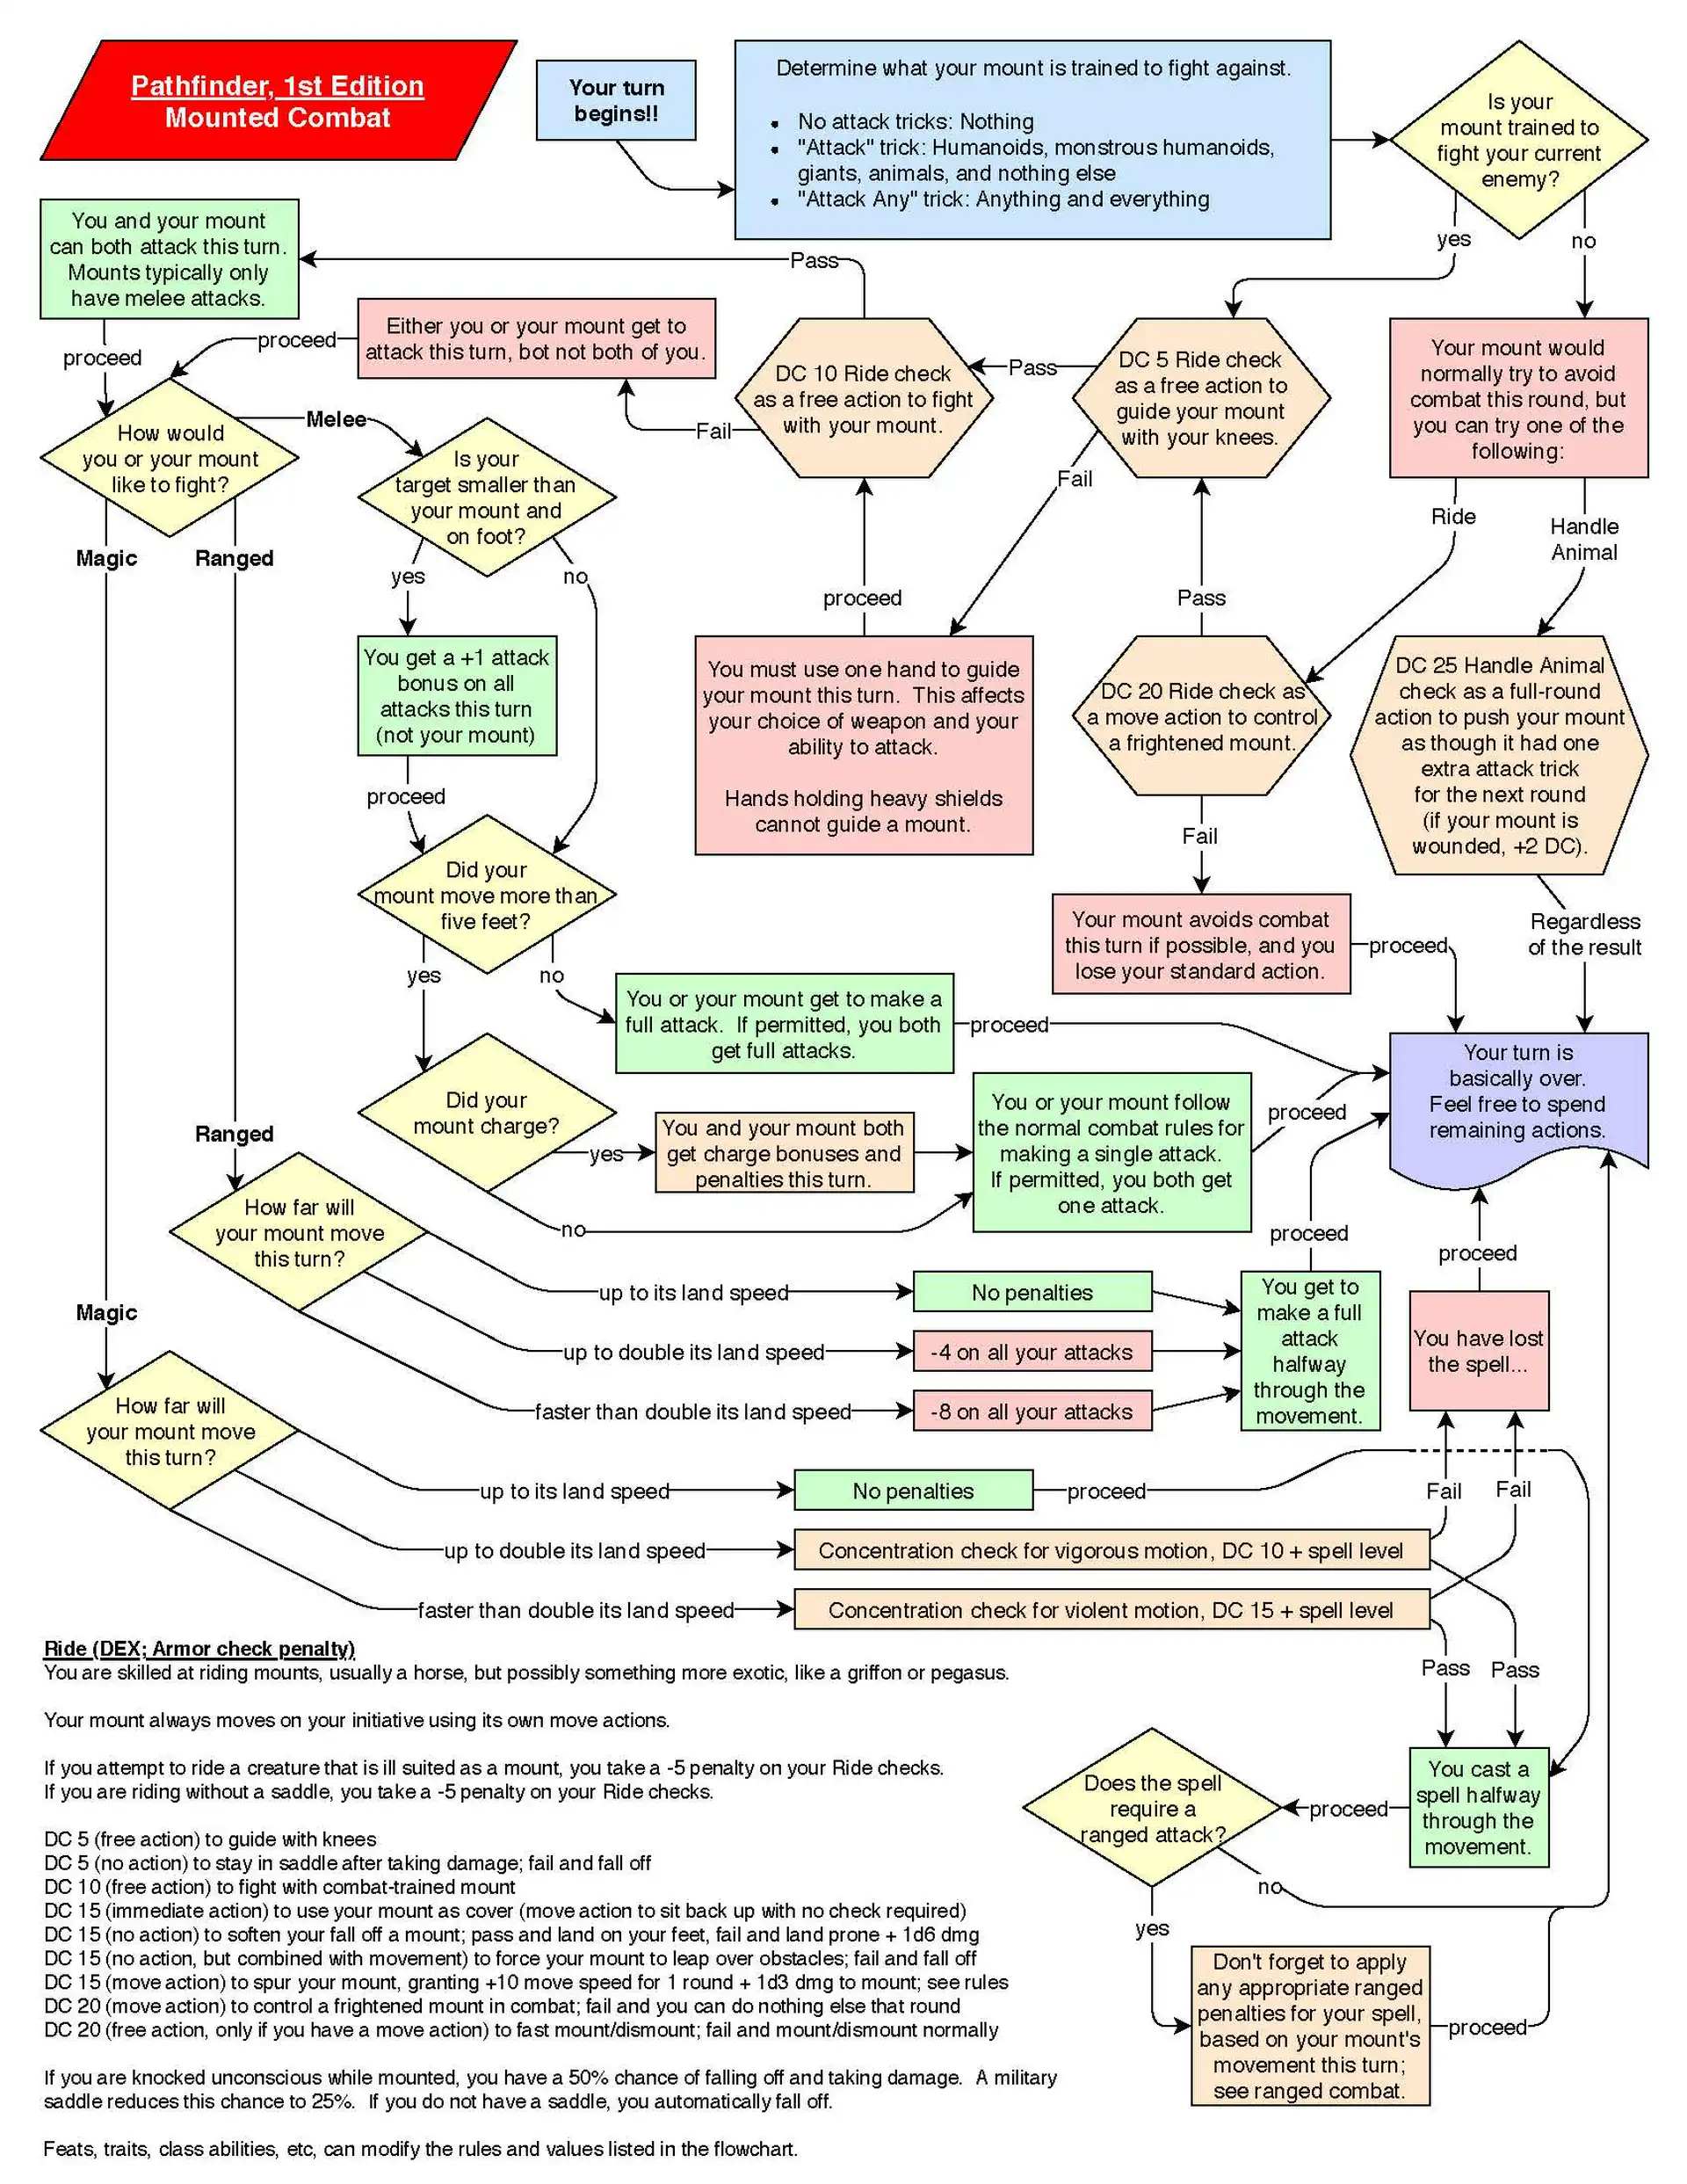 Pathfinder, 1st Edition
Mounted Combat
Your turn
begins!!
Determine what your mount is trained to fight against.
• No attack tricks: Nothing
• "Attack" trick: Humanoids, monstrous humanoids,
giants, animals, and nothing else
• "Attack Any" trick: Anything and everything
Is your
mount trained to
fight your current
enemy?
yes
no
You and your mount
can both attack this turn.
Mounts typically only
have melee attacks.
Pass
proceed
Either you or your mount get to
attack this turn, bot not both of you.
proceed
Fail
DC 10 Ride check
as a free action to fight
with your mount.
Pass
DC 5 Ride check
as a free action to
guide your mount
with your knees.
Fail
Your mount would
normally try to avoid
combat this round, but
you can try one of the
following:
Ride
Handle
Animal
How would
you or your mount
like to fight?
Melee
Magic
Ranged
Is your
target smaller than
your mount and
on foot?
yes
no
proceed
Pass
You get a +1 attack
bonus on all
attacks this turn
(not your mount)
proceed
You must use one hand to guide
your mount this turn. This affects
your choice of weapon and your
ability to attack.
Hands holding heavy shields
cannot guide a mount.
DC 20 Ride check as
a move action to control
a frightened mount.
Fail
DC 25 Handle Animal
check as a full-round
action to push your mount
as though it had one
extra attack trick
for the next round
(if your mount is
wounded, +2 DC).
Regardless
of the result
Did your
mount move more than
five feet?
yes
no
Your mount avoids combat
this turn if possible, and you
lose your standard action.
proceed
You or your mount get to make a
full attack. If permitted, you both
get full attacks.
proceed
Your turn is
basically over.
Feel free to spend
remaining actions.
Did your
mount charge?
yes
no
You and your mount both
get charge bonuses and
penalties this turn.
You or your mount follow
the normal combat rules for
making a single attack.
If permitted, you both get
one attack.
proceed
Ranged
How far will
your mount move
this turn?
up to its land speed
No penalties
up to double its land speed
-4 on all your attacks
faster than double its land speed
-8 on all your attacks
You get to
make a full
attack
halfway
through the
movement.
proceed
You have lost
the spell...
proceed
Magic
How far will
your mount move
this turn?
up to its land speed
No penalties
proceed
up to double its land speed
Concentration check for vigorous motion, DC 10 + spell level
faster than double its land speed
Concentration check for violent motion, DC 15 + spell level
Fail
Fail
Pass
Pass
You cast a
spell halfway
through the
movement.
proceed
Does the spell
require a
ranged attack?
no
yes
Don't forget to apply
any appropriate ranged
penalties for your spell,
based on your mount's
movement this turn;
see ranged combat.
proceed
Ride (DEX; Armor check penalty)
You are skilled at riding mounts, usually a horse, but possibly something more exotic, like a griffon or pegasus.
Your mount always moves on your initiative using its own move actions.
If you attempt to ride a creature that is ill suited as a mount, you take a -5 penalty on your Ride checks.
If you are riding without a saddle, you take a -5 penalty on your Ride checks.
DC 5 (free action) to guide with knees
DC 5 (no action) to stay in saddle after taking damage; fail and fall off
DC 10 (free action) to fight with combat-trained mount
DC 15 (immediate action) to use your mount as cover (move action to sit back up with no check required)
DC 15 (no action) to soften your fall off a mount; pass and land on your feet, fail and land prone + 1d6 dmg
DC 15 (no action, but combined with movement) to force your mount to leap over obstacles; fail and fall off
DC 15 (move action) to spur your mount, granting +10 move speed for 1 round + 1d3 dmg to mount; see rules
DC 20 (move action) to control a frightened mount in combat; fail and you can do nothing else that round
DC 20 (free action, only if you have a move action) to fast mount/dismount; fail and mount/dismount normally
If you are knocked unconscious while mounted, you have a 50% chance of falling off and taking damage. A military
saddle reduces this chance to 25%. If you do not have a saddle, you automatically fall off.
Feats, traits, class abilities, etc, can modify the rules and values listed in the flowchart.